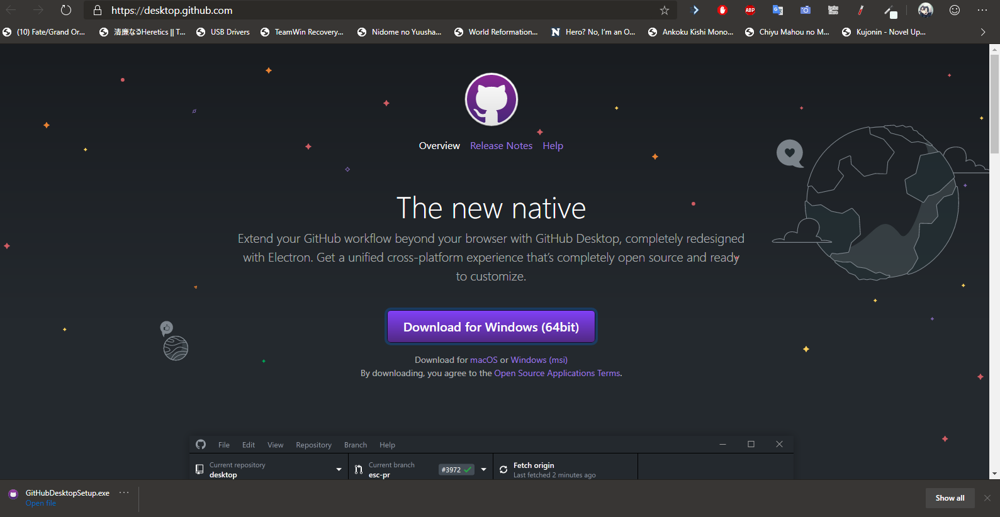 https://desktop.github.com
ABP
(10) Fate/Grand Or...
清廉なるHeretics || T...
USB Drivers
TeamWin Recovery...
Nidome no Yuusha...
World Reformation...
Hero? No, I'm an O...
Ankoku Kishi Mono...
Chiyu Mahou no M...
Kujonin - Novel Up...
Overview Release Notes Help
The new native
Extend your GitHub workflow beyond your browser with GitHub Desktop, completely redesigned
with Electron. Get a unified cross-platform experience that's completely open source and ready
to customize.
Download for Windows (64bit)
Download for macOS or Windows (msi)
By downloading, you agree to the Open Source Applications Terms.
File Edit View Repository Branch Help
Current repository
desktop
Current branch
esc-pr
#3972
Fetch origin
Last fetched 2 minutes ago
GitHubDesktopSetup.exe
Open file
Show all